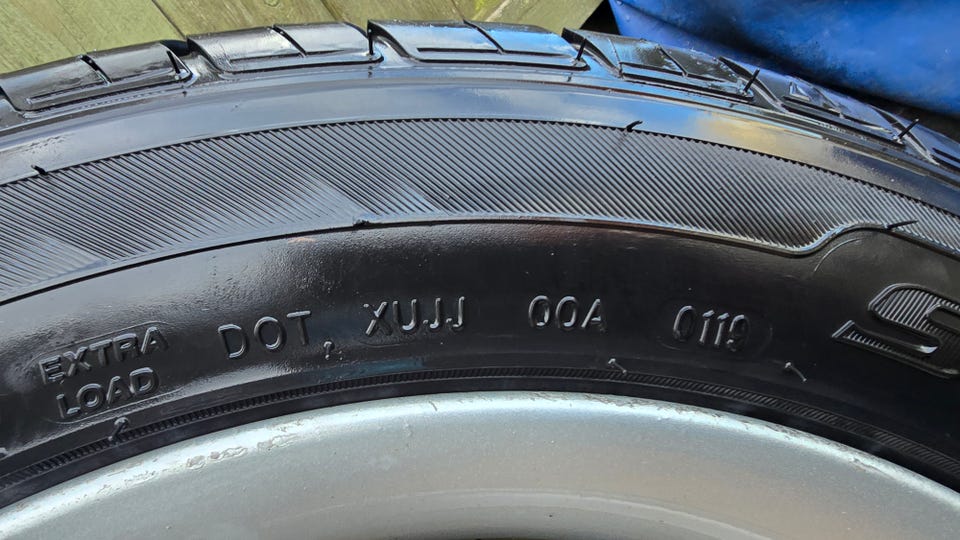 EXTRA
LOAD
DOT XUJJ 00A 0119
S